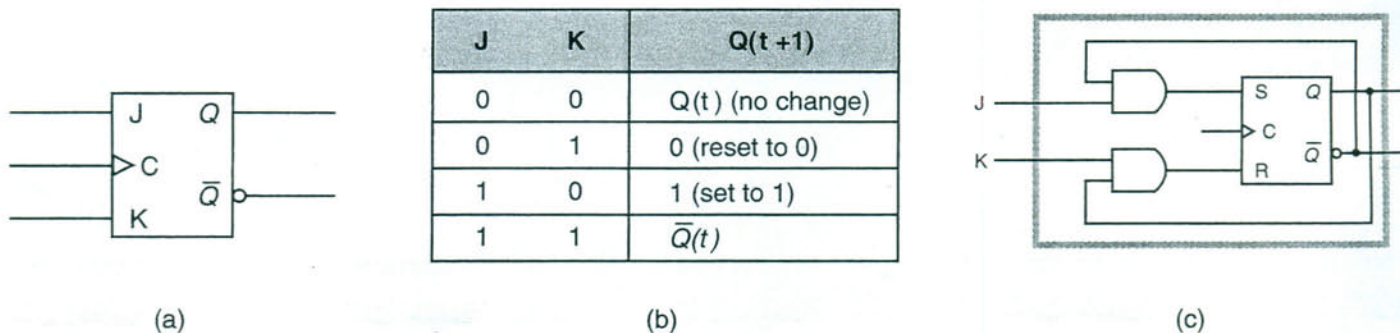 J Q
C
K Q̅
(a)
J K Q(t +1)
0 0 Q(t ) (no change)
0 1 0 (reset to 0)
1 0 1 (set to 1)
1 1 Q̅(t)
(b)
J
K
S Q
C
R Q̅
(c)